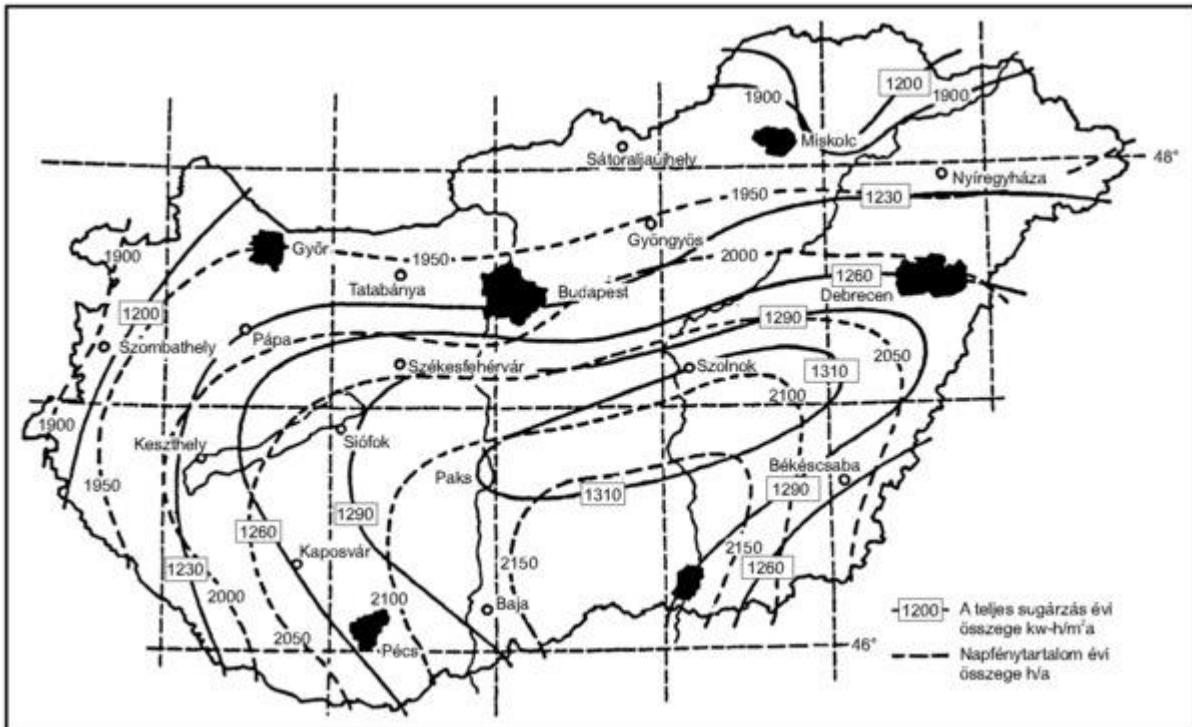 1200
1900
1900
Miskolc
Sátoraljaújhely
48°
Nyíregyháza
1950
1230
Gyöngyös
1900
Győr
1950
2000
Tatabánya
Budapest
1260
Debrecen
1200
1290
Pápa
Szombathely
2050
Székesfehérvár
Szolnok
1310
2100
1900
Keszthely
Siófok
Békéscsaba
1950
Paks
1310
1290
1290
1260
2150
2150
Kaposvár
1230
1260
2000
2100
Baja
2050
Pécs
46°
1200 A teljes sugárzás évi
összege kw-h/m²a
Napfénytartalom évi
összege h/a